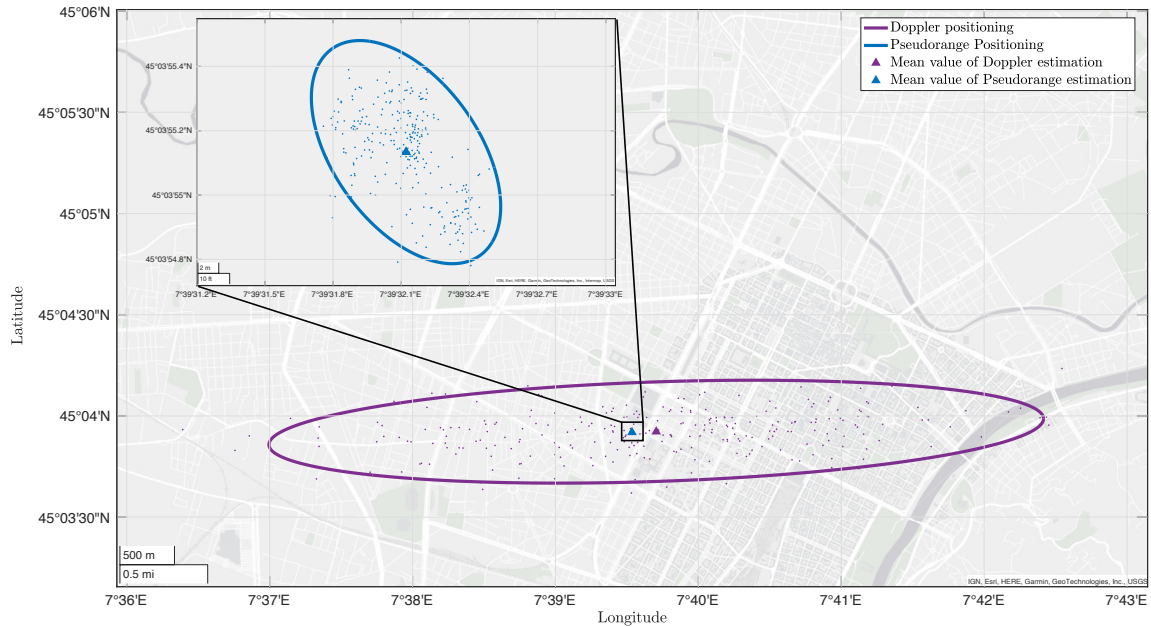 45°06'N
45°05'30"N
45°05'N
45°04'30"N
45°04'N
45°03'30"N
Latitude
Doppler positioning
Pseudorange Positioning
Mean value of Doppler estimation
Mean value of Pseudorange estimation
45°03'55.4"N
45°03'55.2"N
45°03'55"N
45°03'54.8"N
2 m
10 ft
IGN, Esri, HERE, Garmin, GeoTechnologies, Inc., Intermap, USGS
7°39'31.2"E 7°39'31.5"E 7°39'31.8"E 7°39'32.1"E 7°39'32.4"E 7°39'32.7"E 7°39'33"E
500 m
0.5 mi
IGN, Esri, HERE, Garmin, GeoTechnologies, Inc., USGS
7°36'E 7°37'E 7°38'E 7°39'E 7°40'E 7°41'E 7°42'E 7°43'E
Longitude